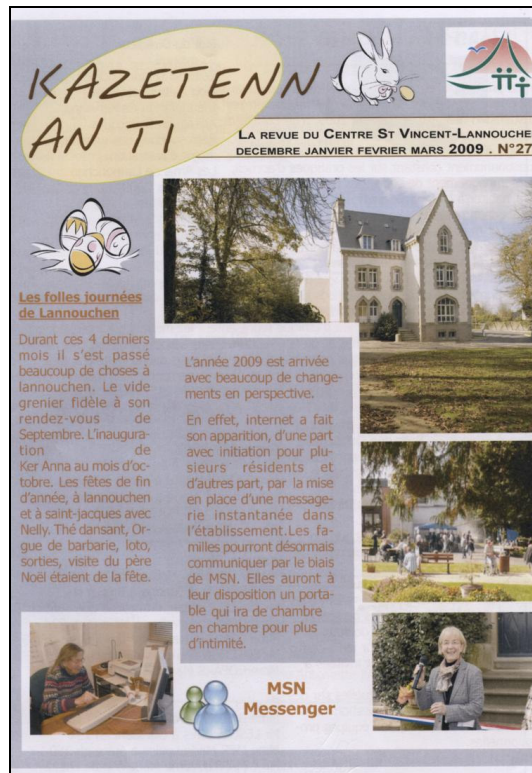 KAZETENN
AN TI
LA REVUE DU CENTRE ST VINCENT-LANNOUCHE
DECEMBRE JANVIER FEVRIER MARS 2009 . N°27
Les folles journées
de Lannouchen
Durant ces 4 derniers
mois il s'est passé
beaucoup de choses à
lannouchen. Le vide
grenier fidèle à son
rendez-vous de
Septembre. L'inaugura-
tion de
Ker Anna au mois d'oc-
tobre. Les fêtes de fin
d'année, à lannouchen
et à saint-jacques avec
Nelly. Thé dansant, Or-
gue de barbarie, loto,
sorties, visite du père
Noël étaient de la fête.
L'année 2009 est arrivée
avec beaucoup de change-
ments en perspective.
En effet, internet a fait
son apparition, d'une part
avec initiation pour plu-
sieurs résidents et
d'autres part, par la mise
en place d'une message-
rie instantanée dans
l'établissement.Les fa-
milles pourront désormais
communiquer par le biais
de MSN. Elles auront à
leur disposition un porta-
ble qui ira de chambre
en chambre pour plus
d'intimité.
MSN
Messenger